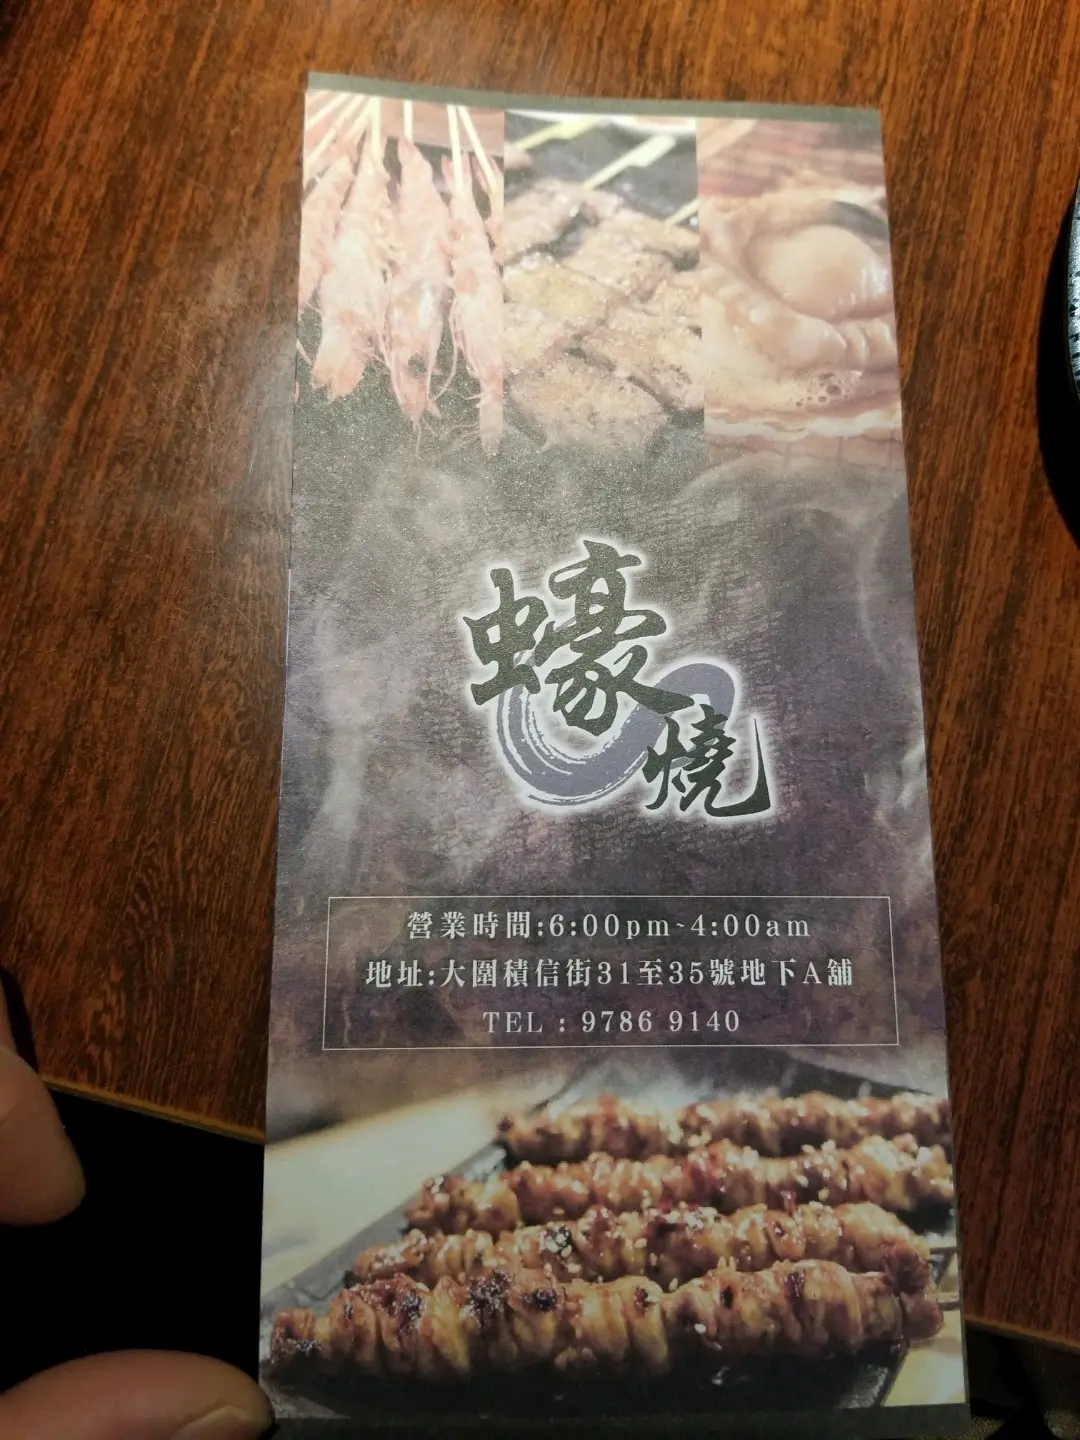 蠔燒
營業時間:6:00pm~4:00am
地址:大圍積信街31至35號地下A舖
TEL : 9786 9140